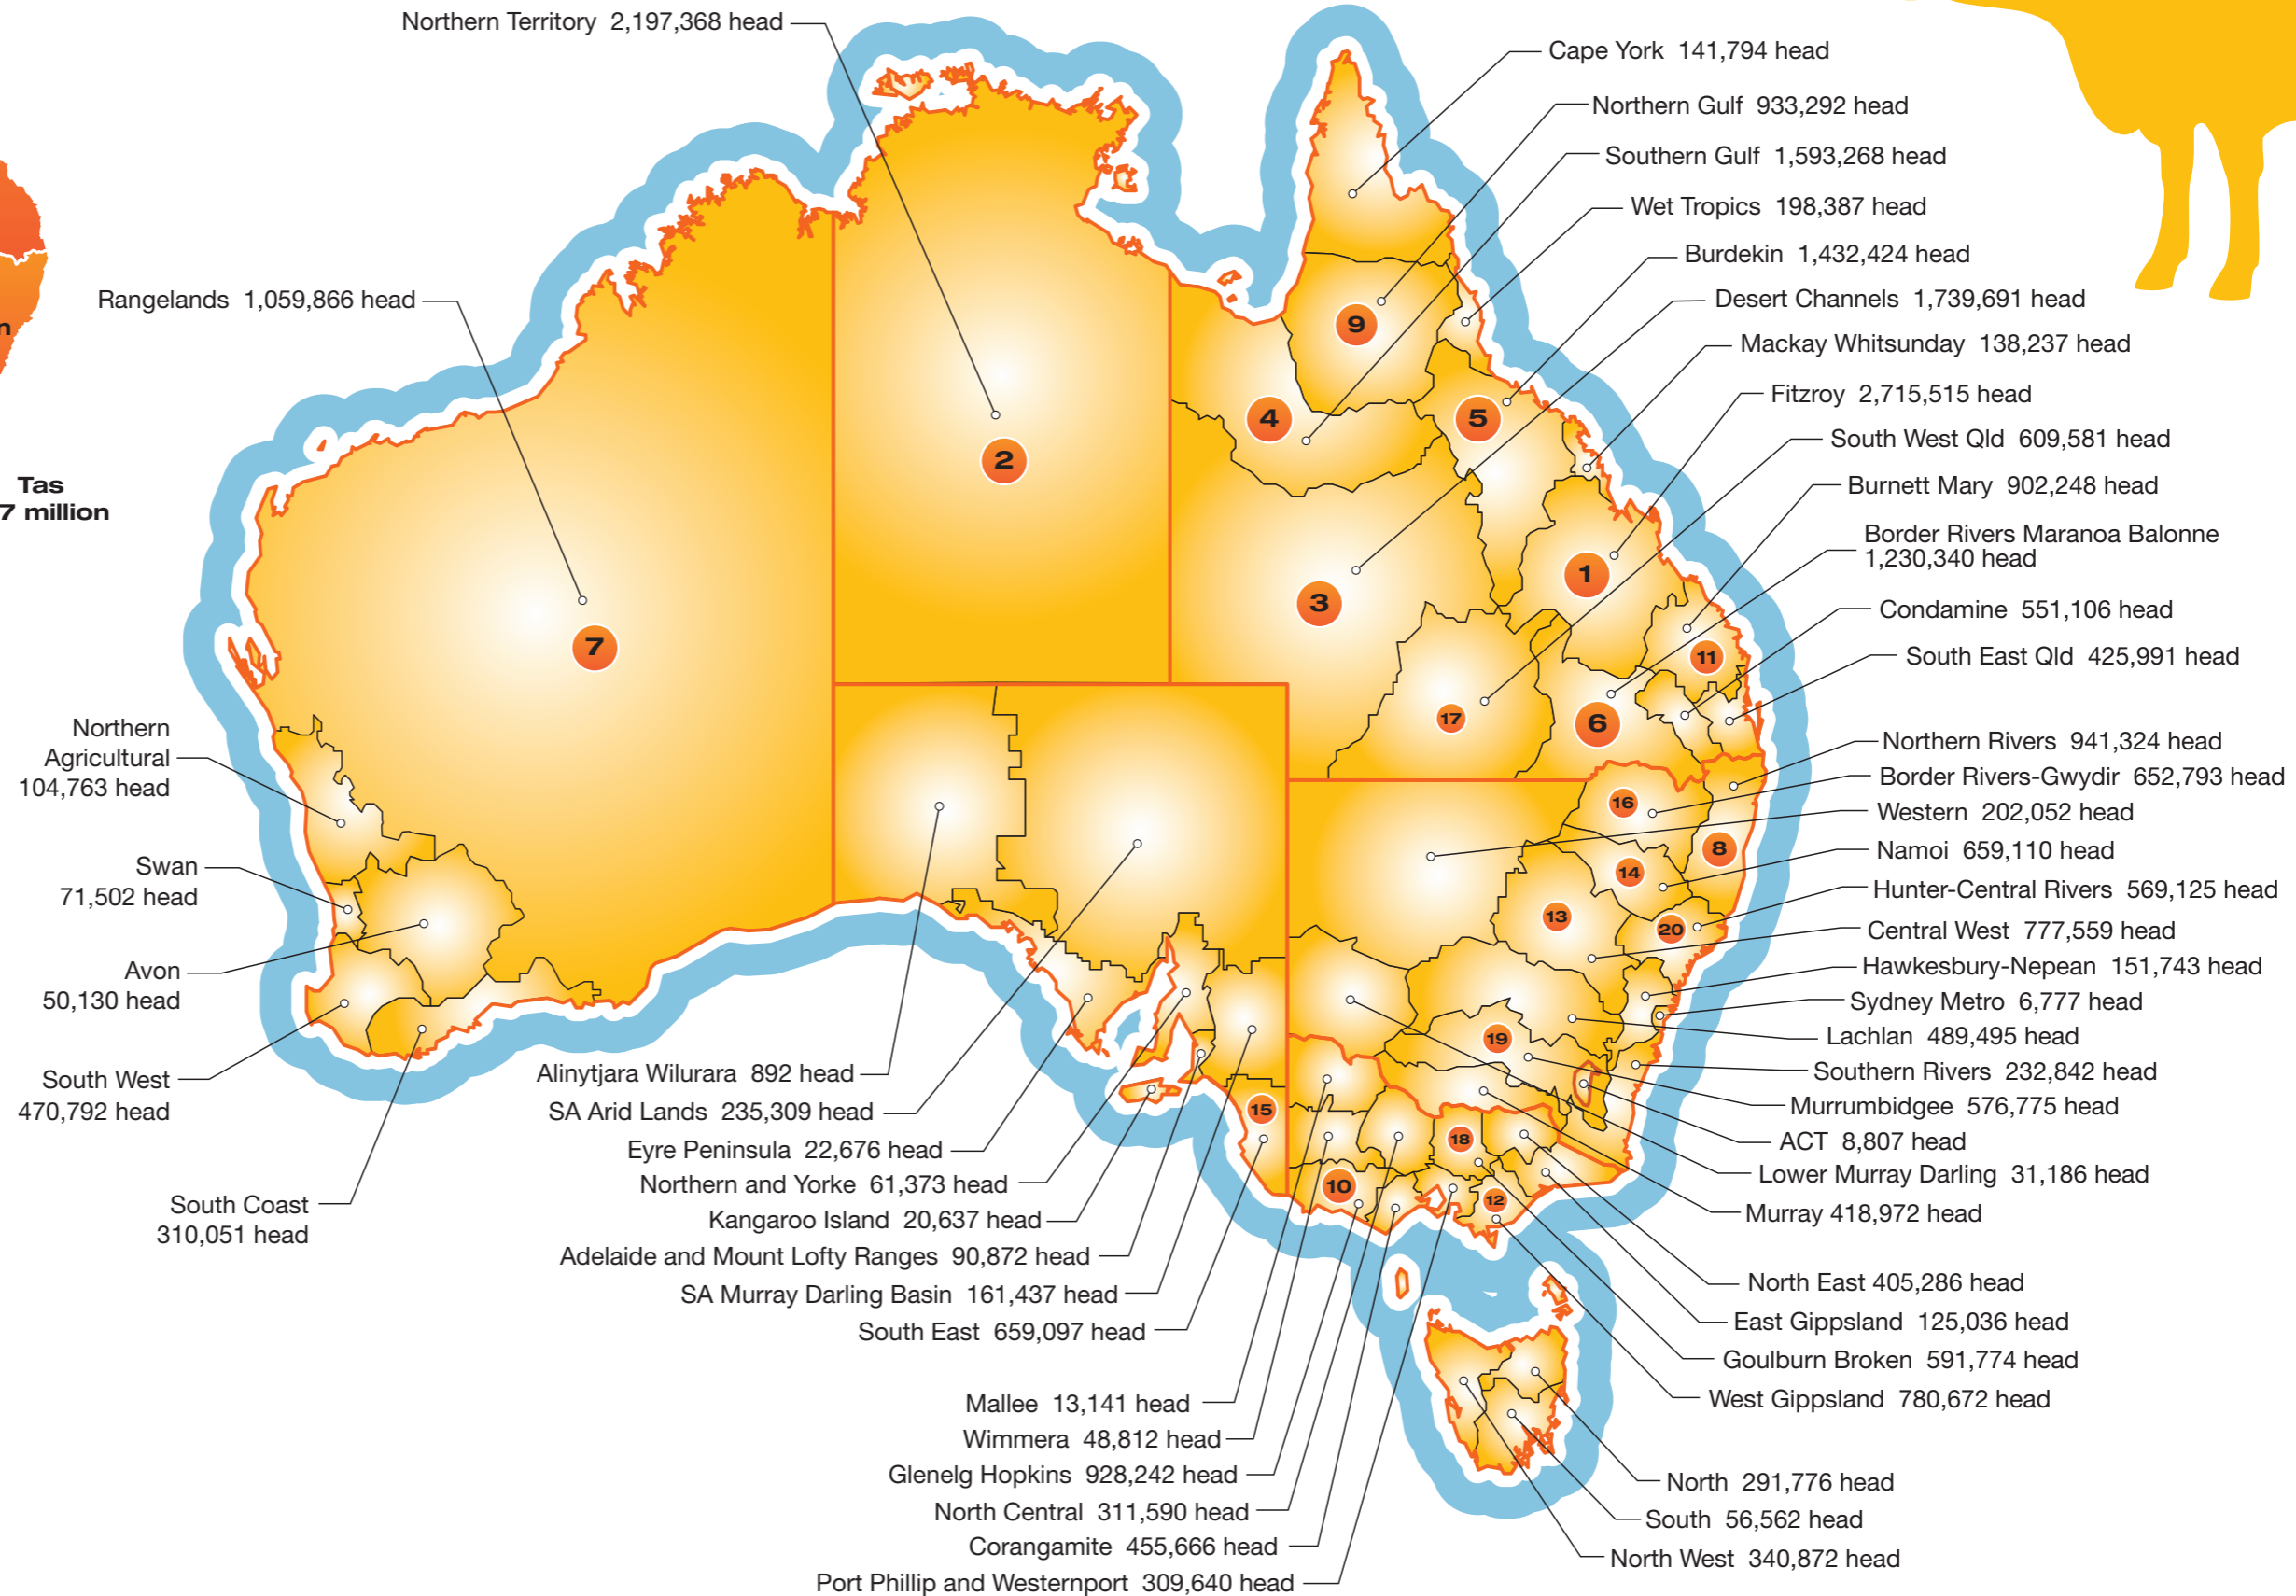 Northern Territory 2,197,368 head
Cape York 141,794 head
Northern Gulf 933,292 head
Southern Gulf 1,593,268 head
Wet Tropics 198,387 head
Burdekin 1,432,424 head
Desert Channels 1,739,691 head
Mackay Whitsunday 138,237 head
Fitzroy 2,715,515 head
South West Qld 609,581 head
Burnett Mary 902,248 head
Border Rivers Maranoa Balonne
1,230,340 head
Condamine 551,106 head
South East Qld 425,991 head
Northern Rivers 941,324 head
Border Rivers-Gwydir 652,793 head
Western 202,052 head
Namoi 659,110 head
Hunter-Central Rivers 569,125 head
Central West 777,559 head
Hawkesbury-Nepean 151,743 head
Sydney Metro 6,777 head
Lachlan 489,495 head
Southern Rivers 232,842 head
Murrumbidgee 576,775 head
ACT 8,807 head
Lower Murray Darling 31,186 head
Murray 418,972 head
North East 405,286 head
East Gippsland 125,036 head
Goulburn Broken 591,774 head
West Gippsland 780,672 head
North 291,776 head
South 56,562 head
North West 340,872 head
Rangelands 1,059,866 head
n
Tas
7 million
Northern
Agricultural
104,763 head
Swan
71,502 head
Avon
50,130 head
South West
470,792 head
South Coast
310,051 head
Alinytjara Wilurara 892 head
SA Arid Lands 235,309 head
Eyre Peninsula 22,676 head
Northern and Yorke 61,373 head
Kangaroo Island 20,637 head
Adelaide and Mount Lofty Ranges 90,872 head
SA Murray Darling Basin 161,437 head
South East 659,097 head
Mallee 13,141 head
Wimmera 48,812 head
Glenelg Hopkins 928,242 head
North Central 311,590 head
Corangamite 455,666 head
Port Phillip and Westernport 309,640 head
9
4
5
2
1
3
7
11
17
6
16
8
14
13
20
19
15
18
10
12